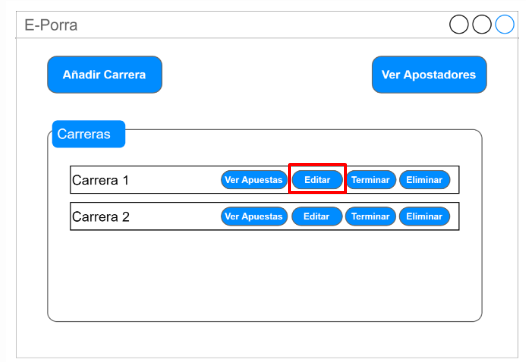 E-Porra
Añadir Carrera
Ver Apostadores
Carreras
Carrera 1 Ver Apuestas Editar Terminar Eliminar
Carrera 2 Ver Apuestas Editar Terminar Eliminar